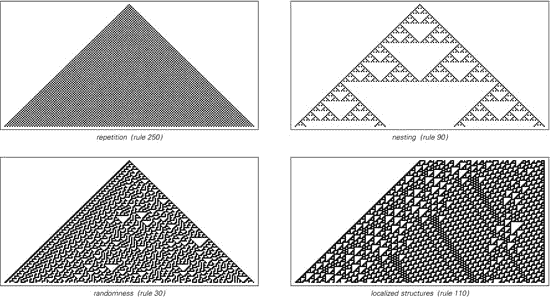 repetition (rule 250)
nesting (rule 90)
randomness (rule 30)
localized structures (rule 110)